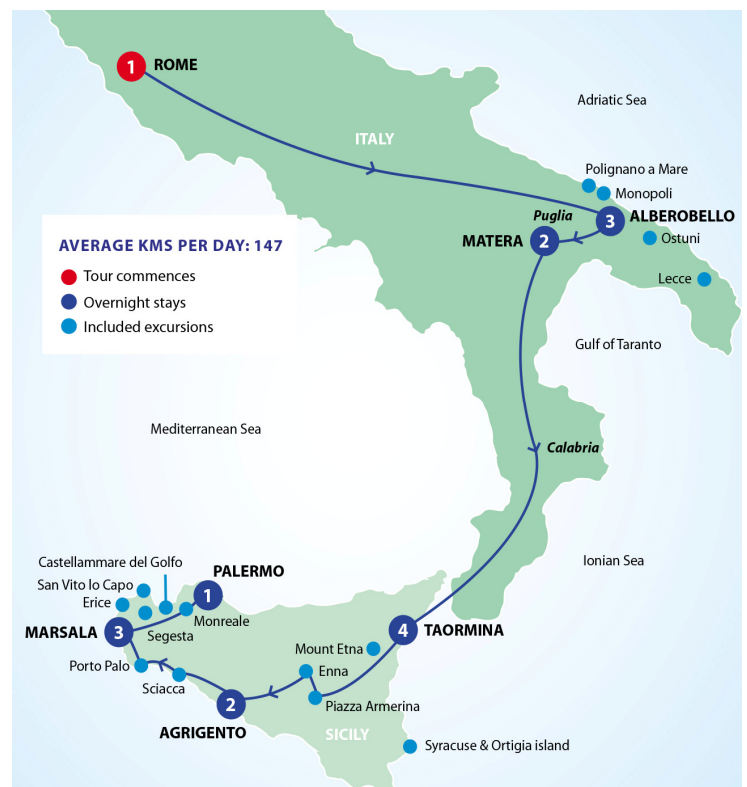 1 ROME
Adriatic Sea
ITALY
Polignano a Mare
Monopoli
Puglia
3 ALBEROBELLO
MATERA 2
Ostuni
Lecce
AVERAGE KMS PER DAY: 147
Tour commences
Overnight stays
Included excursions
Gulf of Taranto
Mediterranean Sea
Calabria
Ionian Sea
Castellammare del Golfo
PALERMO
San Vito lo Capo
1
Erice
Monreale
MARSALA 3
Segesta
4 TAORMINA
Mount Etna
Porto Palo
Enna
Sciacca
2
Piazza Armerina
AGRIGENTO
SICILY
Syracuse & Ortigia island